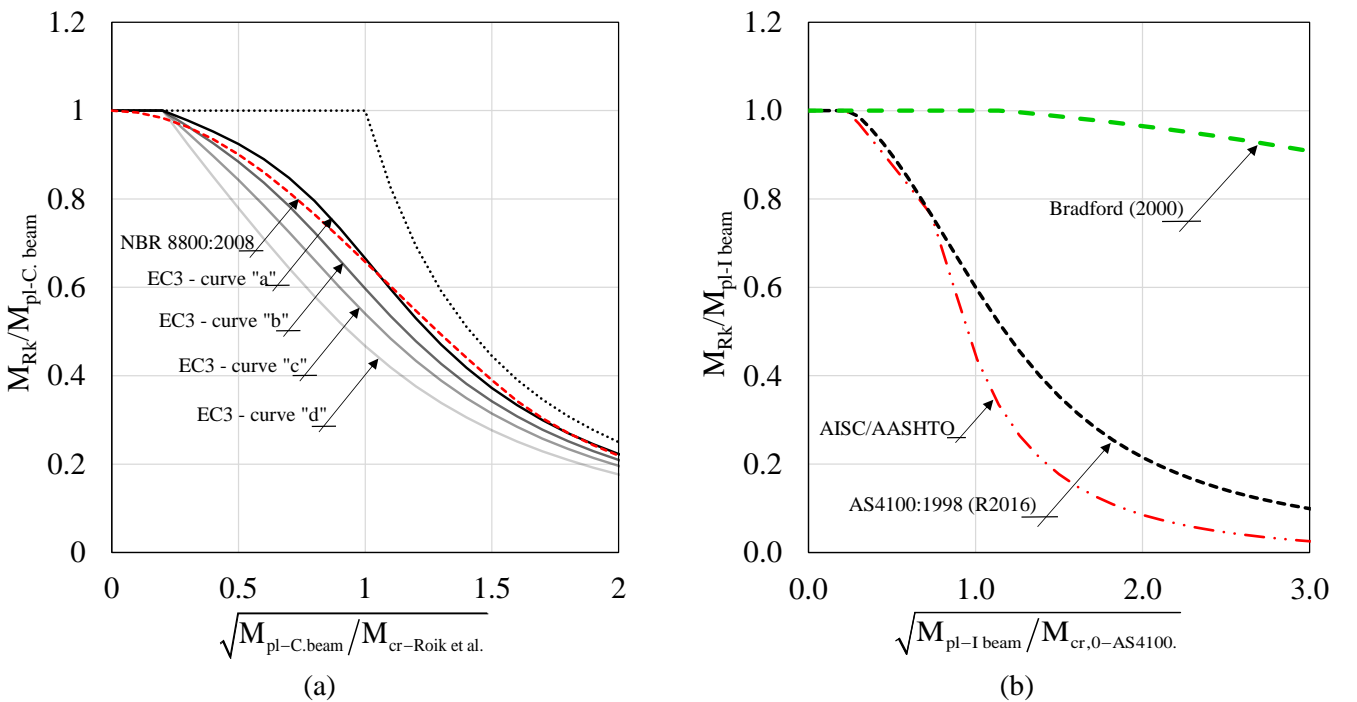 1.2
1
0.8
0.6
0.4
0.2
0
0
0.5
1
1.5
2
M_Rk/M_pl-C. beam
NBR 8800:2008
EC3 - curve "a"
EC3 - curve "b"
EC3 - curve "c"
EC3 - curve "d"
√M_pl−C.beam/M_cr−Roik et al.
(a)
1.2
1.0
0.8
0.6
0.4
0.2
0.0
0.0
1.0
2.0
3.0
M_Rk/M_pl-I beam
Bradford (2000)
AISC/AASHTO
AS4100:1998 (R2016)
√M_pl−I beam/M_cr,0−AS4100.
(b)